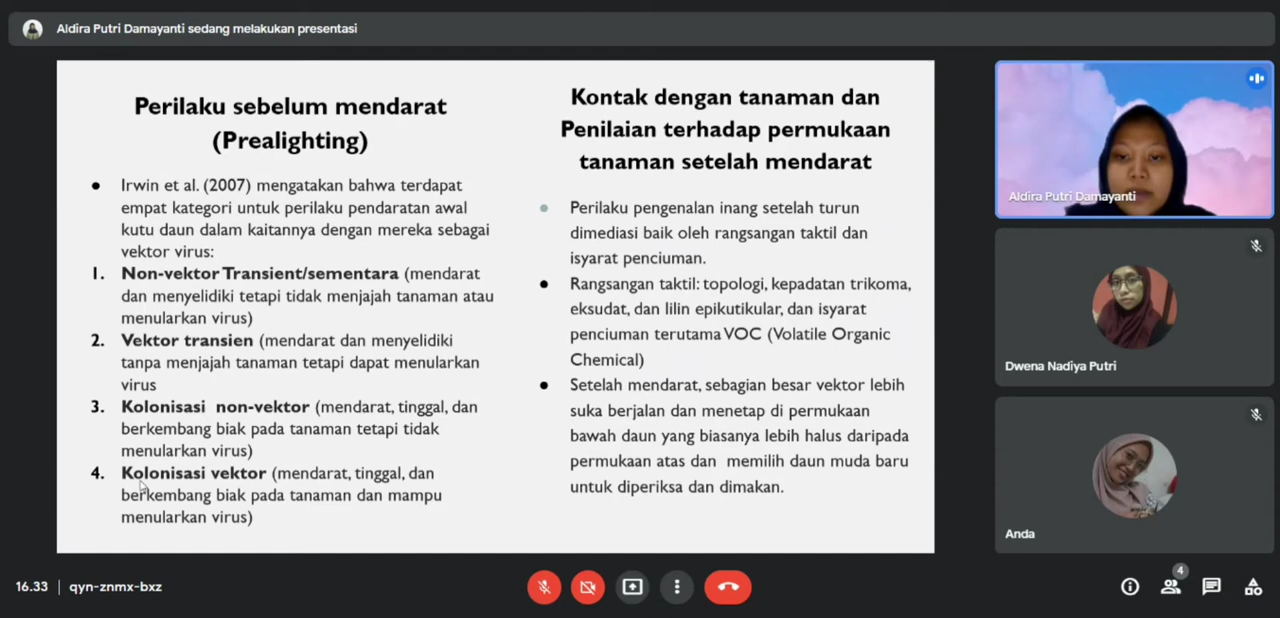 Aldira Putri Damayanti sedang melakukan presentasi
Perilaku sebelum mendarat
(Prealighting)
● Irwin et al. (2007) mengatakan bahwa terdapat
empat kategori untuk perilaku pendaratan awal
kutu daun dalam kaitannya dengan mereka sebagai
vektor virus:
1. Non-vektor Transient/sementara (mendarat
dan menyelidiki tetapi tidak menjajah tanaman atau
menularkan virus)
2. Vektor transien (mendarat dan menyelidiki
tanpa menjajah tanaman tetapi dapat menularkan
virus
3. Kolonisasi non-vektor (mendarat, tinggal, dan
berkembang biak pada tanaman tetapi tidak
menularkan virus)
4. Kolonisasi vektor (mendarat, tinggal, dan
berkembang biak pada tanaman dan mampu
menularkan virus)
Kontak dengan tanaman dan
Penilaian terhadap permukaan
tanaman setelah mendarat
● Perilaku pengenalan inang setelah turun
dimediasi baik oleh rangsangan taktil dan
isyarat penciuman.
● Rangsangan taktil: topologi, kepadatan trikoma,
eksudat, dan lilin epikutikular, dan isyarat
penciuman terutama VOC (Volatile Organic
Chemical)
● Setelah mendarat, sebagian besar vektor lebih
suka berjalan dan menetap di permukaan
bawah daun yang biasanya lebih halus daripada
permukaan atas dan memilih daun muda baru
untuk diperiksa dan dimakan.
Aldira Putri Damayanti
Dwena Nadiya Putri
Anda
16.33 | qyn-znmx-bxz
4